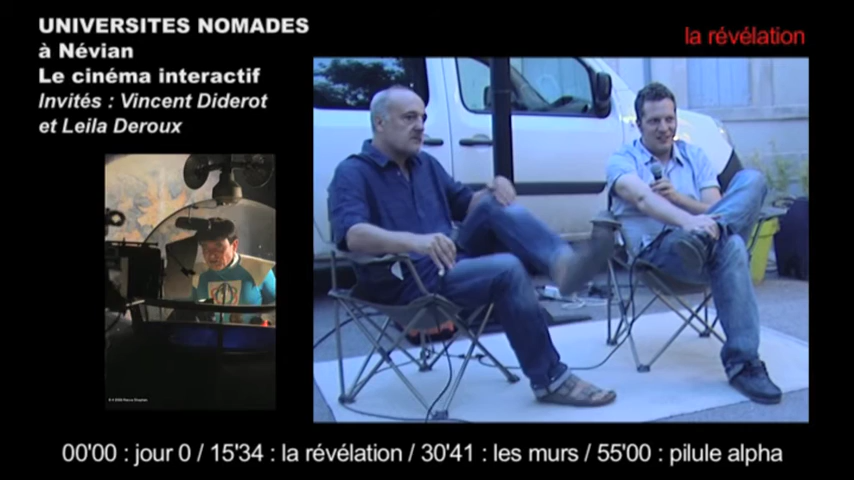 UNIVERSITES NOMADES
à Névian
Le cinéma interactif
Invités : Vincent Diderot
et Leila Deroux
la révélation
00'00 : jour 0 / 15'34 : la révélation / 30'41 : les murs / 55'00 : pilule alpha